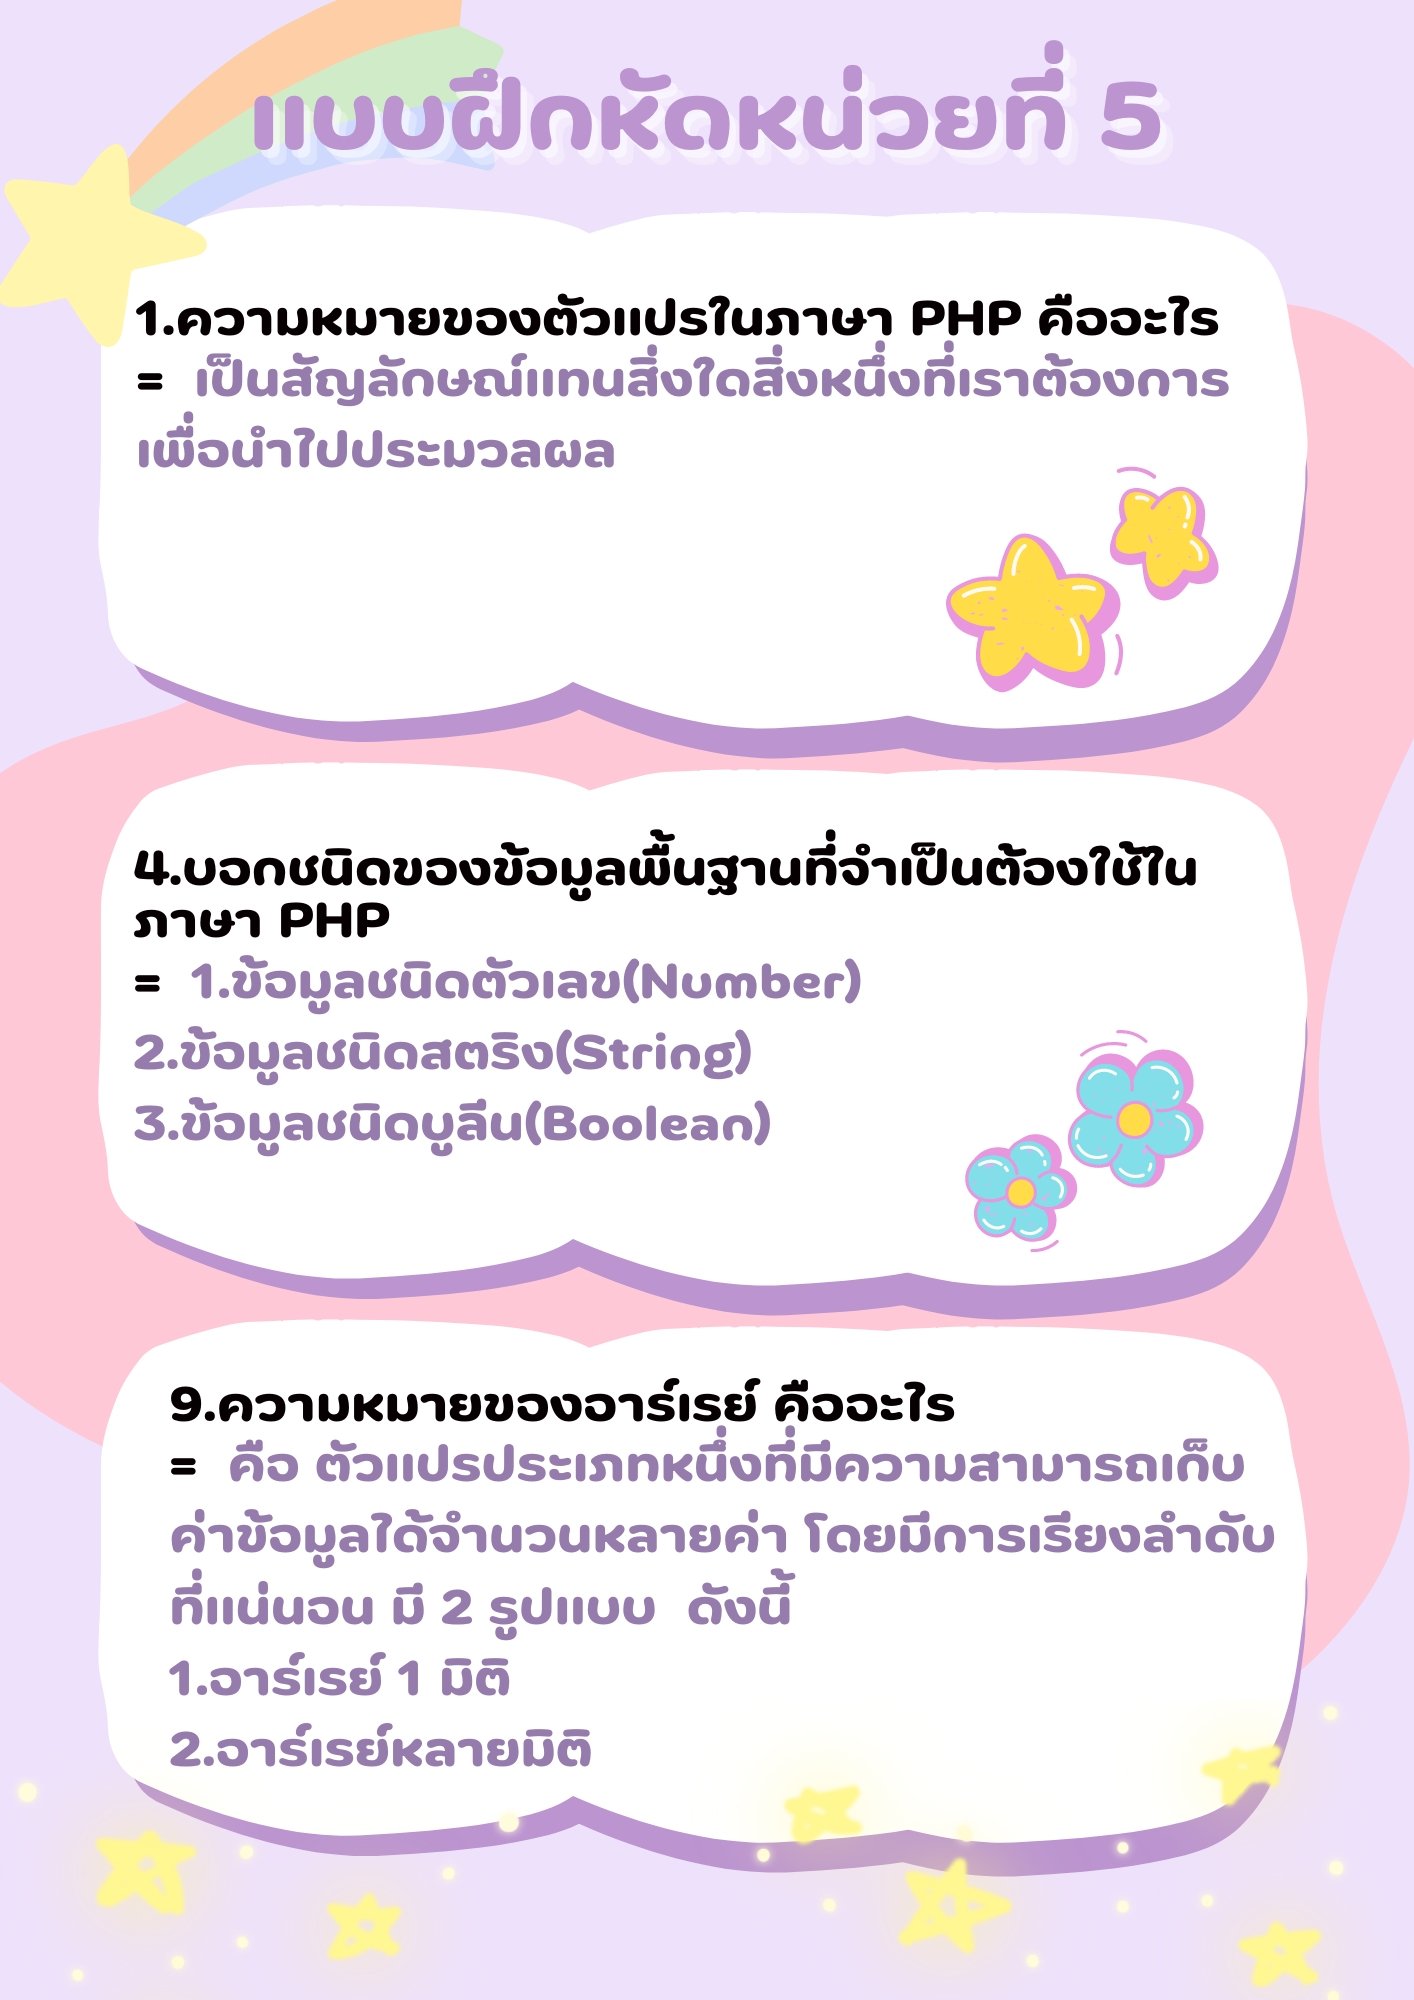 แบบฝึกหัดหน่วยที่ 5
1.ความหมายของตัวแปรในภาษา PHP คืออะไร
= เป็นสัญลักษณ์แทนสิ่งใดสิ่งหนึ่งที่เราต้องการ
เพื่อนำไปประมวลผล
4.บอกชนิดของข้อมูลพื้นฐานที่จำเป็นต้องใช้ใน
ภาษา PHP
= 1.ข้อมูลชนิดตัวเลข(Number)
2.ข้อมูลชนิดสตริง(String)
3.ข้อมูลชนิดบูลีน(Boolean)
9.ความหมายของอาร์เรย์ คืออะไร
= คือ ตัวแปรประเภทหนึ่งที่มีความสามารถเก็บ
ค่าข้อมูลได้จำนวนหลายค่า โดยมีการเรียงลำดับ
ที่แน่นอน มี 2 รูปแบบ ดังนี้
1.อาร์เรย์ 1 มิติ
2.อาร์เรย์หลายมิติ